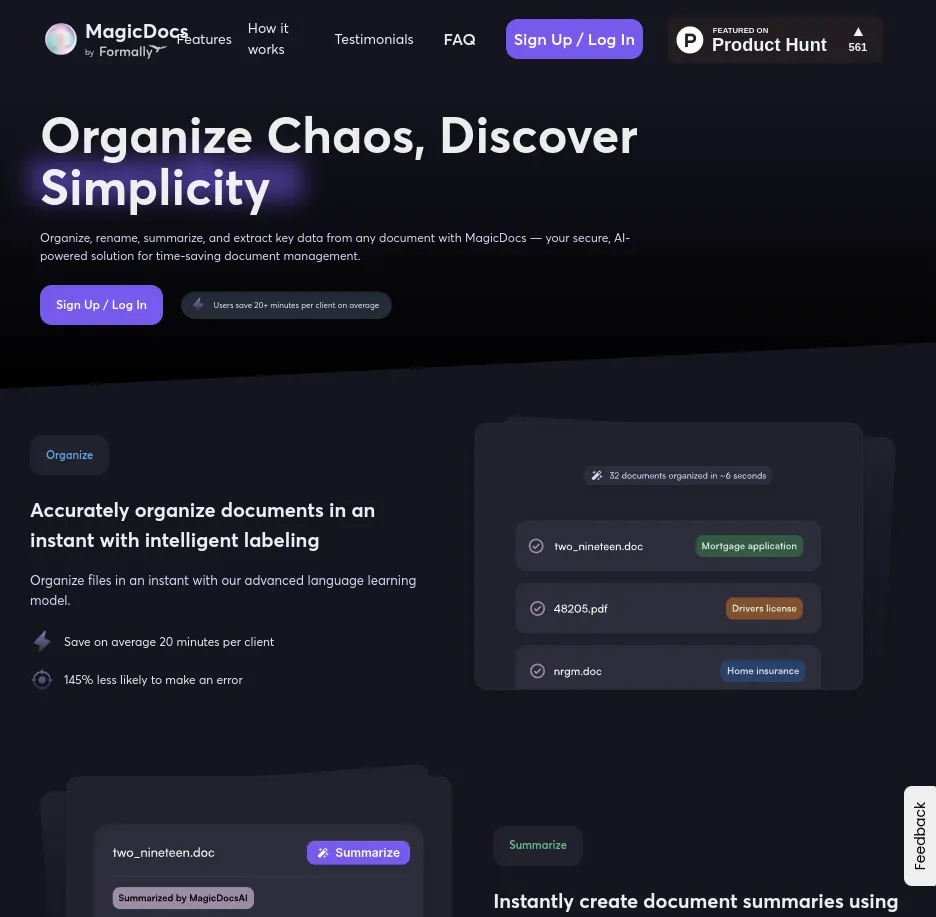 MagicDocs
by Formally
Features
How it
works
Testimonials
FAQ
Sign Up / Log In
P
FEATURED ON
Product Hunt
▲
561
Organize Chaos, Discover
Simplicity
Organize, rename, summarize, and extract key data from any document with MagicDocs — your secure, AI-
powered solution for time-saving document management.
Sign Up / Log In
Users save 20+ minutes per client on average
Organize
Accurately organize documents in an
instant with intelligent labeling
Organize files in an instant with our advanced language learning
model.
Save on average 20 minutes per client
145% less likely to make an error
32 documents organized in ~6 seconds
two_nineteen.doc
Mortgage application
48205.pdf
Drivers license
nrgm.doc
Home insurance
two_nineteen.doc
Summarize
Summarized by MagicDocsAI
Summarize
Instantly create document summaries using
Feedback